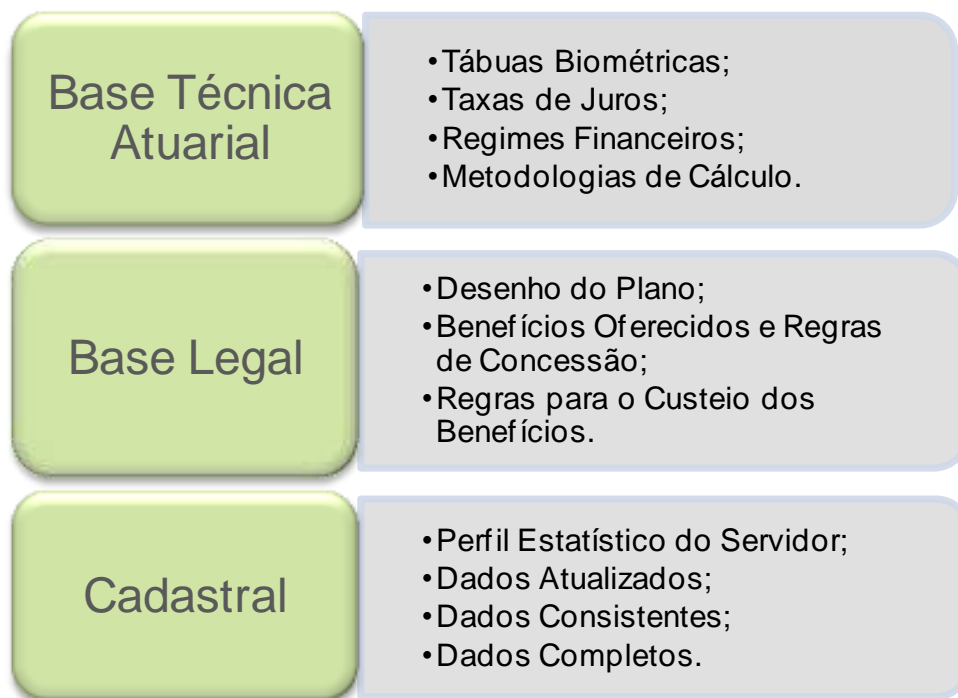 Base Técnica
Atuarial
•Tábuas Biométricas;
•Taxas de Juros;
•Regimes Financeiros;
•Metodologias de Cálculo.
Base Legal
•Desenho do Plano;
•Benefícios Oferecidos e Regras
de Concessão;
•Regras para o Custeio dos
Benefícios.
Cadastral
•Perfil Estatístico do Servidor;
•Dados Atualizados;
•Dados Consistentes;
•Dados Completos.